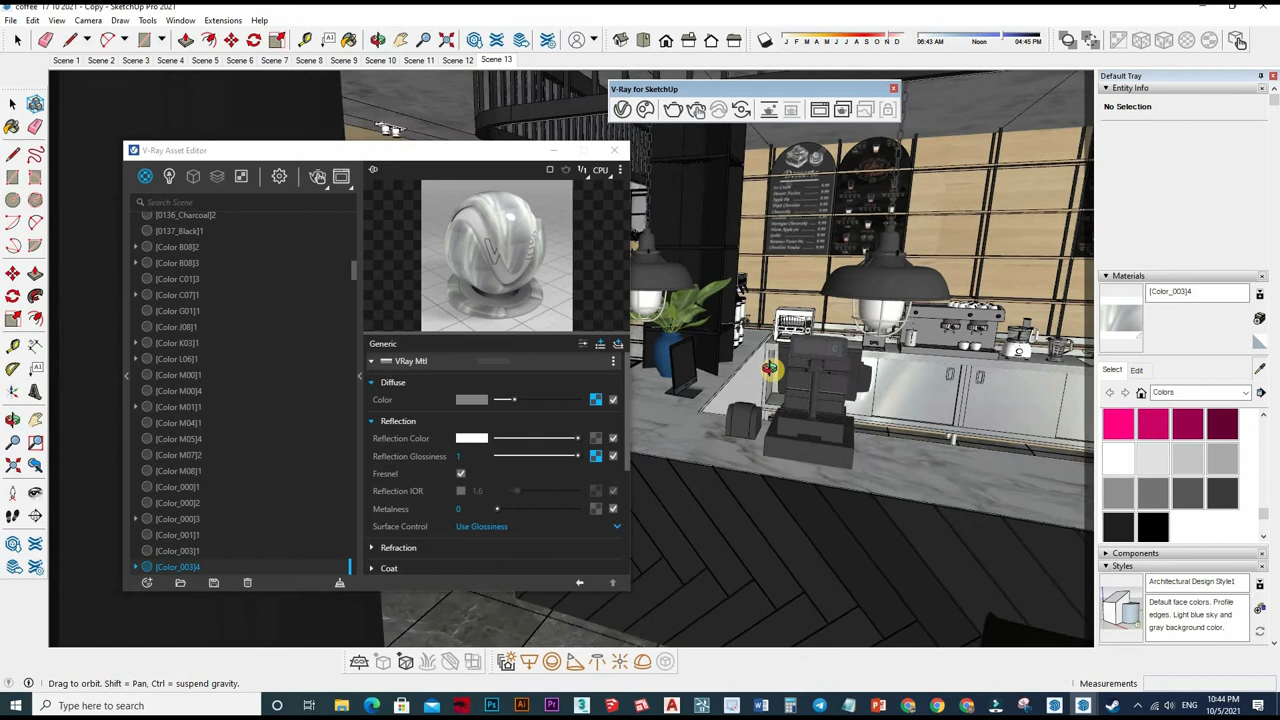 coffee 17 10 2021 - Copy - SketchUp Pro 2021
File Edit View Camera Draw Tools Window Extensions Help
J F M A M J J A S O N D 06:43 AM Noon 04:45 PM
Scene 1 Scene 2 Scene 3 Scene 4 Scene 5 Scene 6 Scene 7 Scene 8 Scene 9 Scene 10 Scene 11 Scene 12 Scene 13
V-Ray for SketchUp
V-Ray Asset Editor
1/1 CPU
Search Scene
[0136_Charcoal]2
[0137_Black]1
[Color B08]2
[Color B08]3
[Color C01]3
[Color C07]1
[Color G01]1
[Color J08]1
[Color K03]1
[Color L06]1
[Color M00]1
[Color M00]4
[Color M01]1
[Color M04]1
[Color M05]4
[Color M07]2
[Color M08]1
[Color_000]1
[Color_000]2
[Color_000]3
[Color_001]1
[Color_003]1
[Color_003]4
Generic
VRay Mtl
Diffuse
Color
Reflection
Reflection Color
Reflection Glossiness 1
Fresnel
Reflection IOR 1,6
Metalness 0
Surface Control Use Glossiness
Refraction
Coat
Desserts
Default Tray
Entity Info
No Selection
Materials
[Color_003]4
Select Edit
Colors
Components
Styles
Architectural Design Style1
Default face colors. Profile
edges. Light blue sky and
gray background color.
Drag to orbit. Shift = Pan, Ctrl = suspend gravity.
Measurements
Type here to search
ENG
10:44 PM
10/5/2021